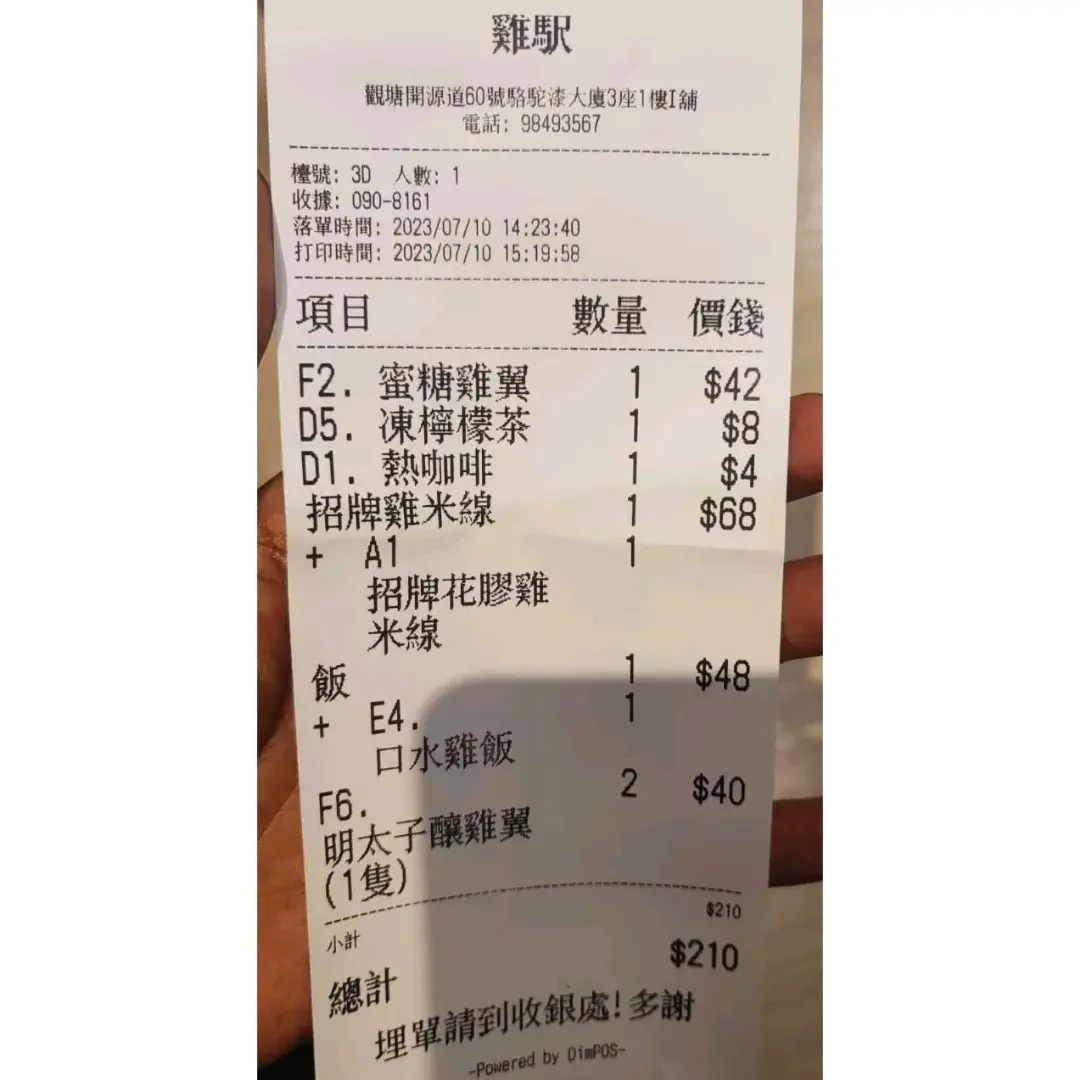 雞駅
觀塘開源道60號駱駝漆大廈3座1樓I舖
電話: 98493567
檯號: 3D 人數: 1
收據: 090-8161
落單時間: 2023/07/10 14:23:40
打印時間: 2023/07/10 15:19:58
項目 數量 價錢
F2. 蜜糖雞翼 1 $42
D5. 凍檸檬茶 1 $8
D1. 熱咖啡 1 $4
招牌雞米線 1 $68
+ A1 1
招牌花膠雞
米線
飯 1 $48
+ E4. 1
口水雞飯
F6. 2 $40
明太子釀雞翼
(1隻)
小計 $210
總計 $210
埋單請到收銀處!多謝
-Powered by DimPOS-